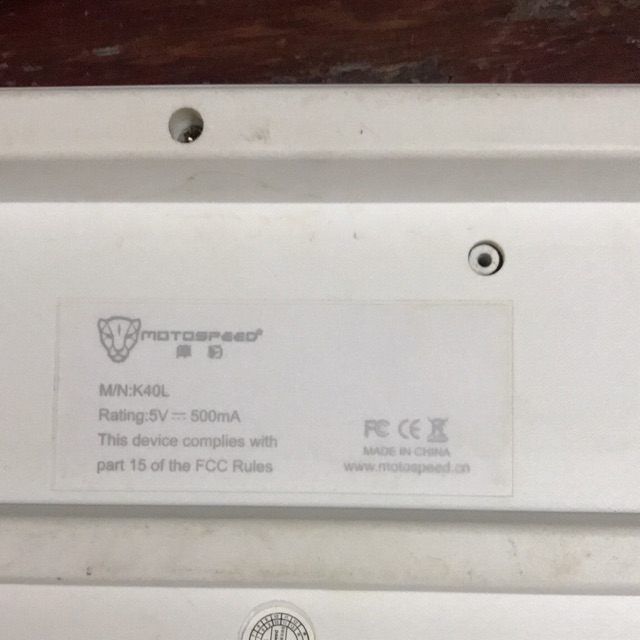 MOTOSPEED®
摩豹
M/N:K40L
Rating:5V⎓500mA
This device complies with
part 15 of the FCC Rules
FC CE
MADE IN CHINA
www.motospeed.cn